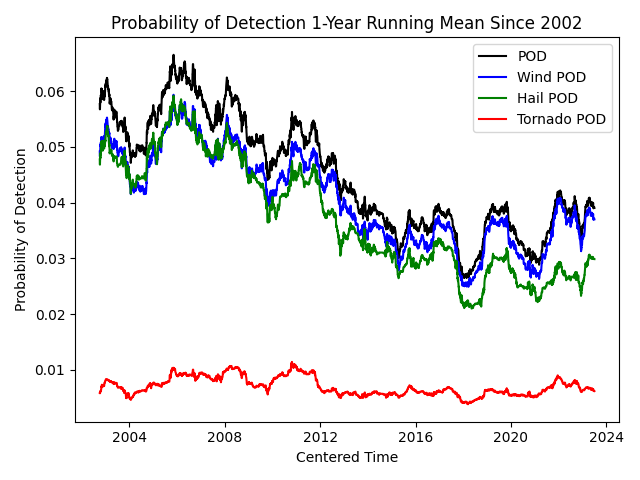 Probability of Detection 1-Year Running Mean Since 2002
POD
Wind POD
Hail POD
Tornado POD
Probability of Detection
0.06
0.05
0.04
0.03
0.02
0.01
2004 2008 2012 2016 2020 2024
Centered Time